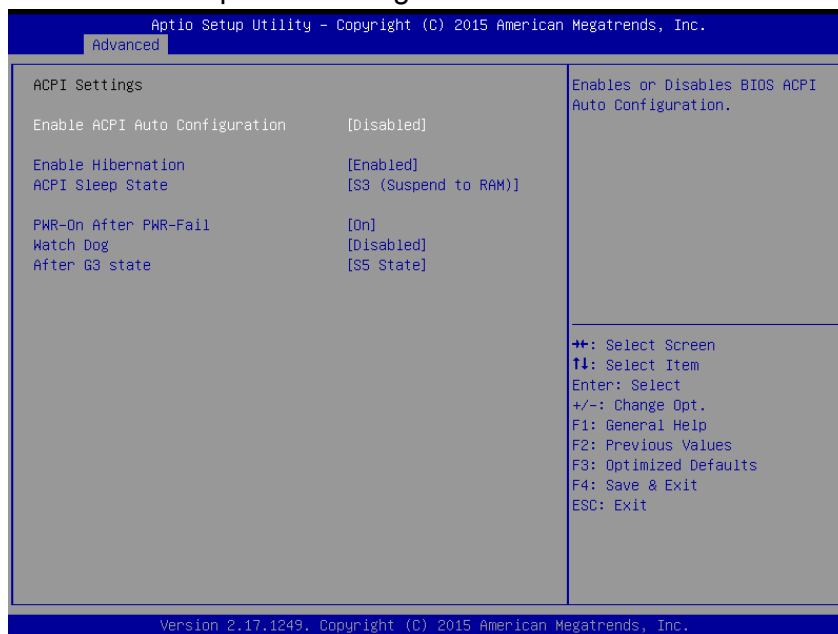 Aptio Setup Utility – Copyright (C) 2015 American Megatrends, Inc.
Advanced
ACPI Settings
Enable ACPI Auto Configuration [Disabled]
Enable Hibernation [Enabled]
ACPI Sleep State [S3 (Suspend to RAM)]
PWR-On After PWR-Fail [On]
Watch Dog [Disabled]
After G3 state [S5 State]
Enables or Disables BIOS ACPI
Auto Configuration.
→←: Select Screen
↑↓: Select Item
Enter: Select
+/-: Change Opt.
F1: General Help
F2: Previous Values
F3: Optimized Defaults
F4: Save & Exit
ESC: Exit
Version 2.17.1249. Copyright (C) 2015 American Megatrends, Inc.